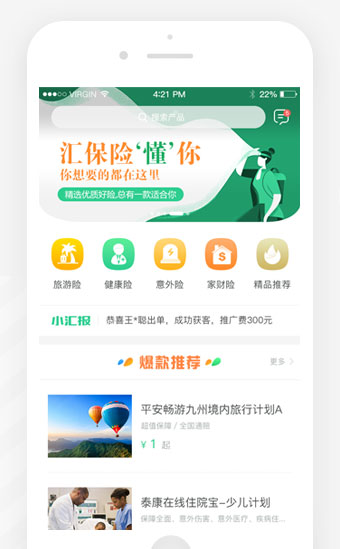 VIRGIN
4:21 PM
22%
搜索产品
汇保险‘懂’你
你想要的都在这里
精选优质好险,总有一款适合你
旅游险
健康险
意外险
家财险
精品推荐
小汇报
恭喜王*聪出单，成功获客，推广费300元
爆款推荐
更多
平安畅游九州境内旅行计划A
超值保障 / 全国通赔
¥ 1 起
泰康在线住院宝-少儿计划
保障全面，意外伤害、意外医疗、疾病住...